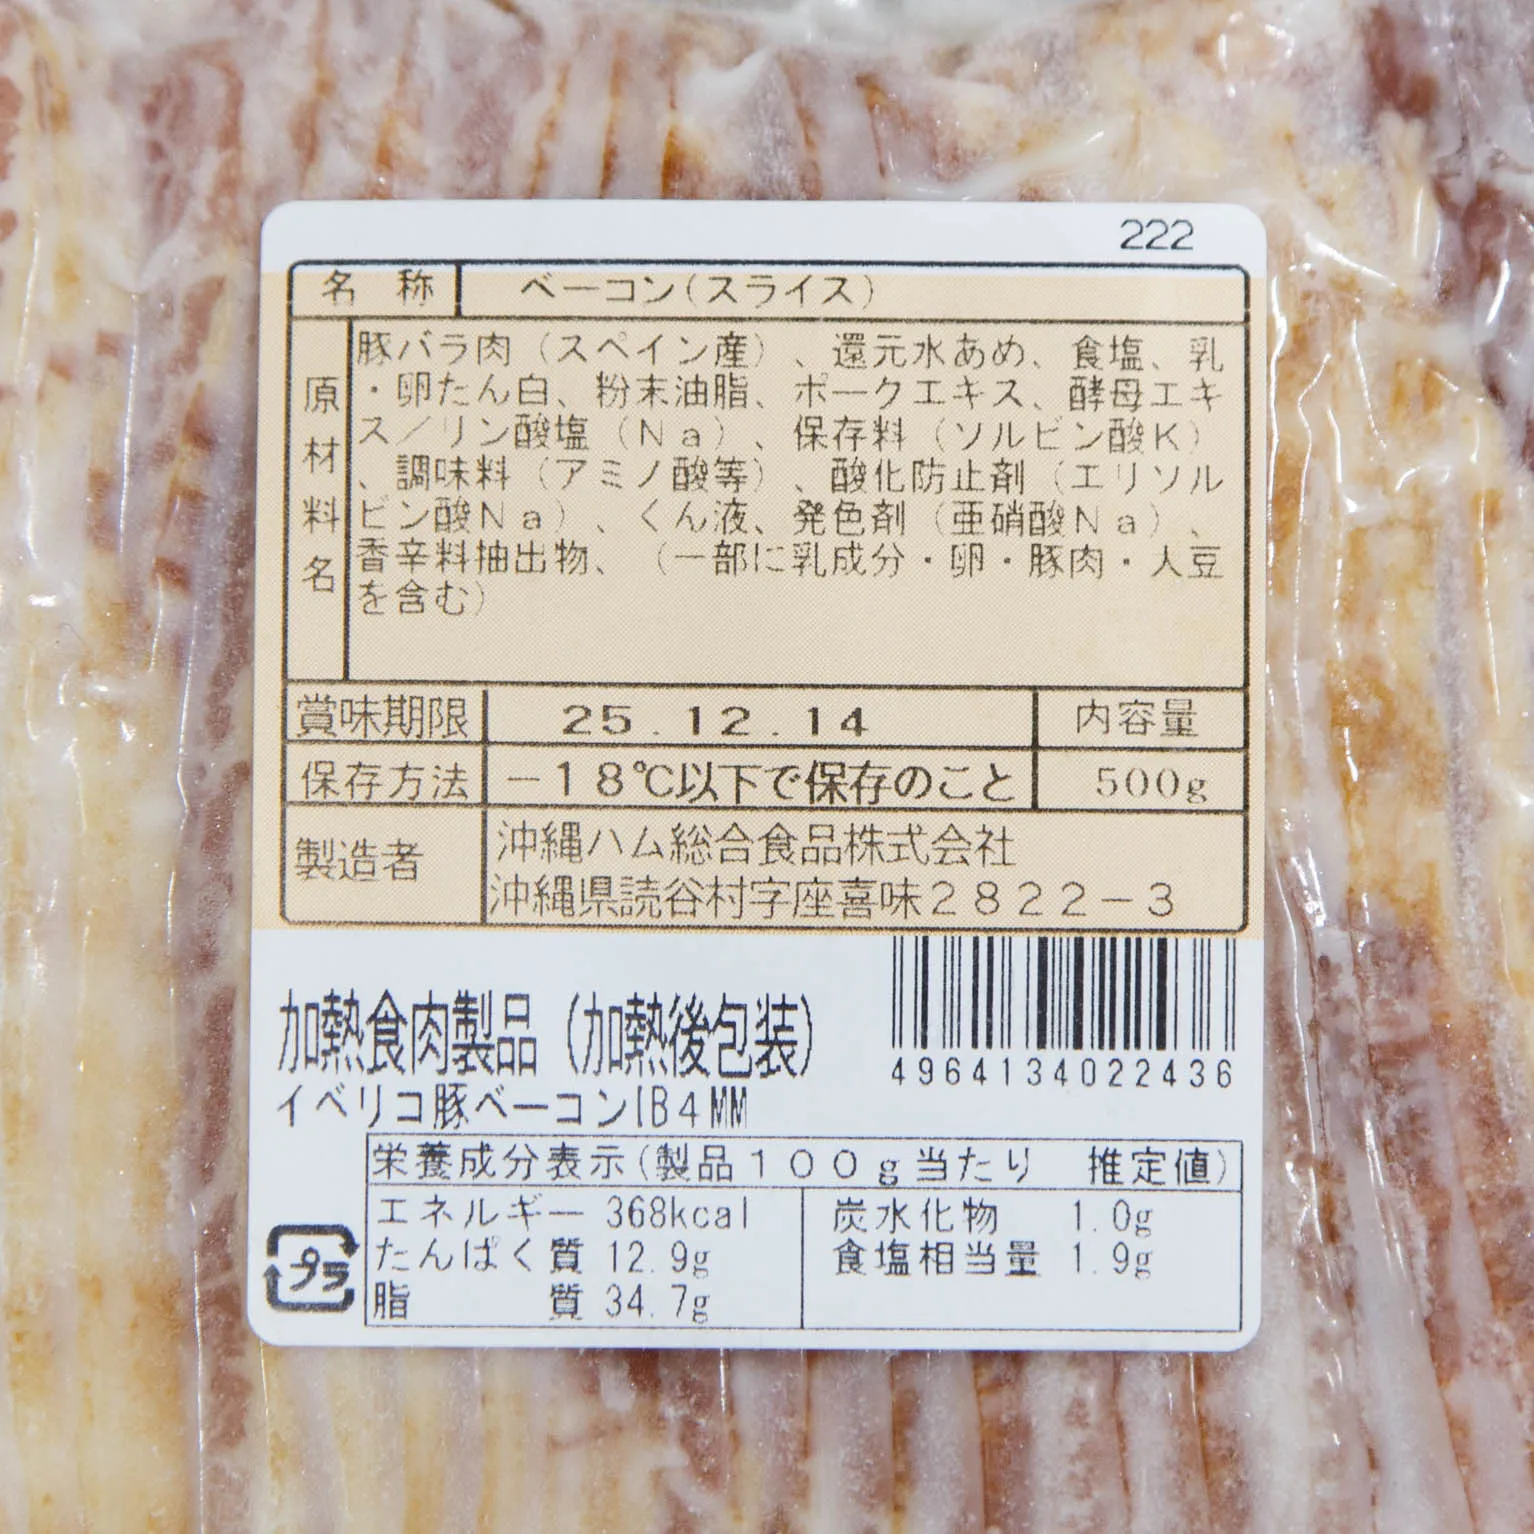 222
名称 ベーコン(スライス)
原材料名
豚バラ肉（スペイン産）、還元水あめ、食塩、乳
・卵たん白、粉末油脂、ポークエキス、酵母エキ
ス／リン酸塩（Ｎａ）、保存料（ソルビン酸Ｋ）
、調味料（アミノ酸等）、酸化防止剤（エリソル
ビン酸Ｎａ）、くん液、発色剤（亜硝酸Ｎａ）、
香辛料抽出物、（一部に乳成分・卵・豚肉・大豆
を含む）
賞味期限 25.12.14 内容量
保存方法 －１８℃以下で保存のこと 500g
製造者 沖縄ハム総合食品株式会社
沖縄県読谷村字座喜味２８２２－３
4964134022436
加熱食肉製品（加熱後包装）
イベリコ豚ベーコンIB４MM
栄養成分表示(製品１００ｇ当たり 推定値)
エネルギー 368kcal 炭水化物 1.0g
たんぱく質 12.9g 食塩相当量 1.9g
脂質 34.7g
プラ